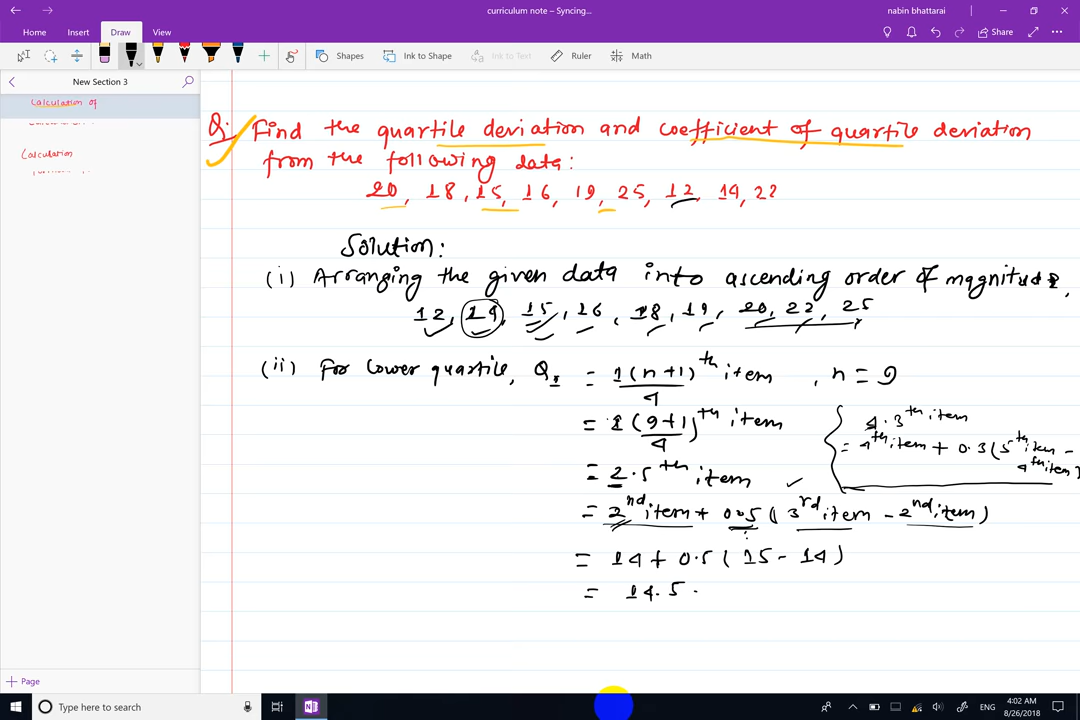 curriculum note – Syncing...
nabin bhattarai
Home Insert Draw View
Share
Shapes Ink to Shape Ink to Text Ruler Math
New Section 3
Calculation of
Calculation
Q. Find the quartile deviation and coefficient of quartile deviation
from the following data:
20, 18, 15, 16, 19, 25, 12, 14, 22
Solution:
(i) Arranging the given data into ascending order of magnitude,
12, 14, 15, 16, 18, 19, 20, 22, 25
(ii) For lower quartile, Q1 = 1(n+1)/4 th item , n = 9
= 1(9+1)/4 th item
= 2.5th item
= 2nd item + 0.5 (3rd item - 2nd item)
= 14 + 0.5 (15 - 14)
= 14.5
4.3th item
= 4th item + 0.3 (5th item -
4th item)
+ Page
Type here to search
ENG
4:02 AM
8/26/2018